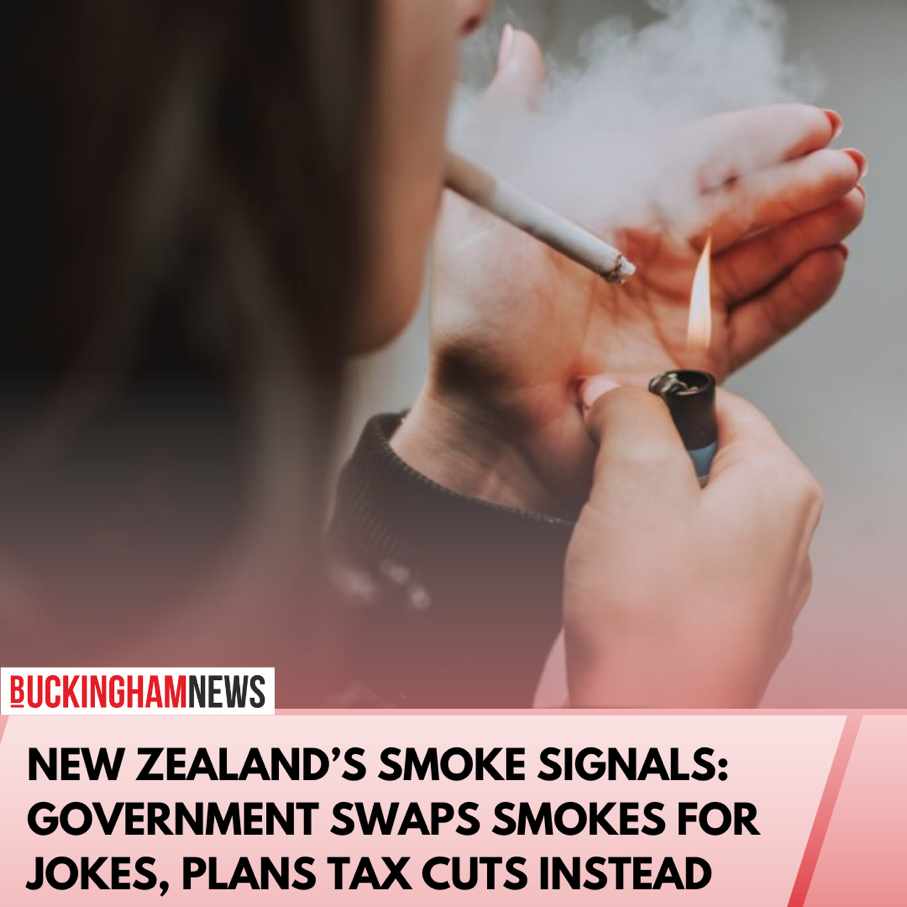 BUCKINGHAMNEWS
NEW ZEALAND’S SMOKE SIGNALS:
GOVERNMENT SWAPS SMOKES FOR
JOKES, PLANS TAX CUTS INSTEAD